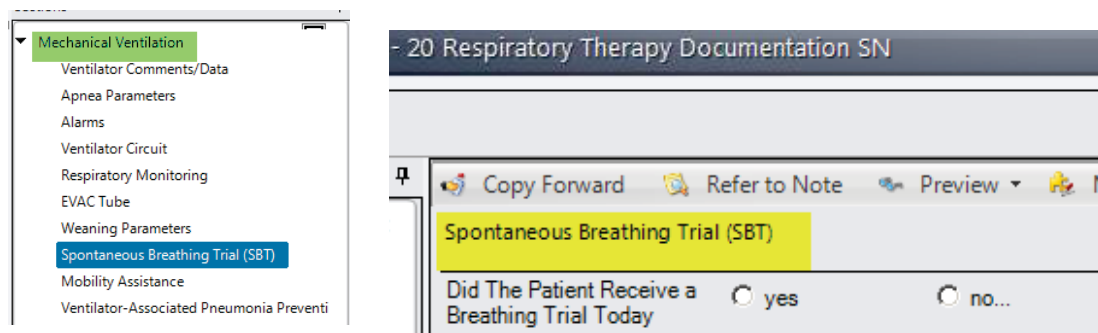 Mechanical Ventilation
Ventilator Comments/Data
Apnea Parameters
Alarms
Ventilator Circuit
Respiratory Monitoring
EVAC Tube
Weaning Parameters
Spontaneous Breathing Trial (SBT)
Mobility Assistance
Ventilator-Associated Pneumonia Preventi
- 20 Respiratory Therapy Documentation SN
Copy Forward Refer to Note Preview
Spontaneous Breathing Trial (SBT)
Did The Patient Receive a yes no...
Breathing Trial Today